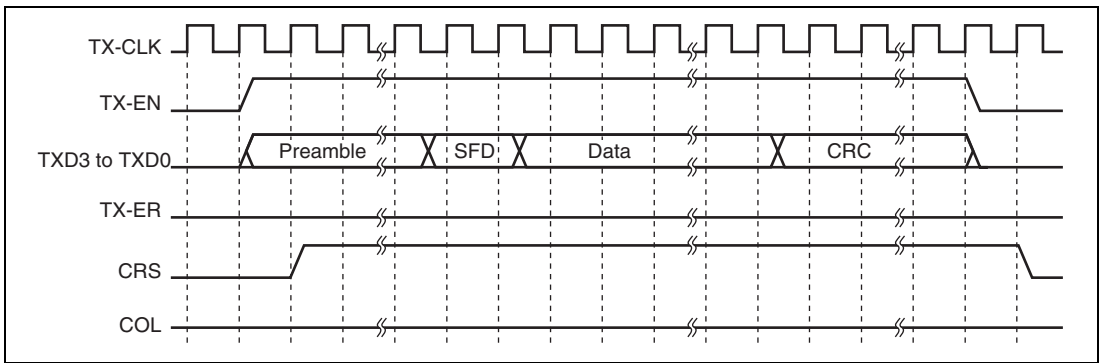 TX-CLK
TX-EN
TXD3 to TXD0
Preamble
SFD
Data
CRC
TX-ER
CRS
COL